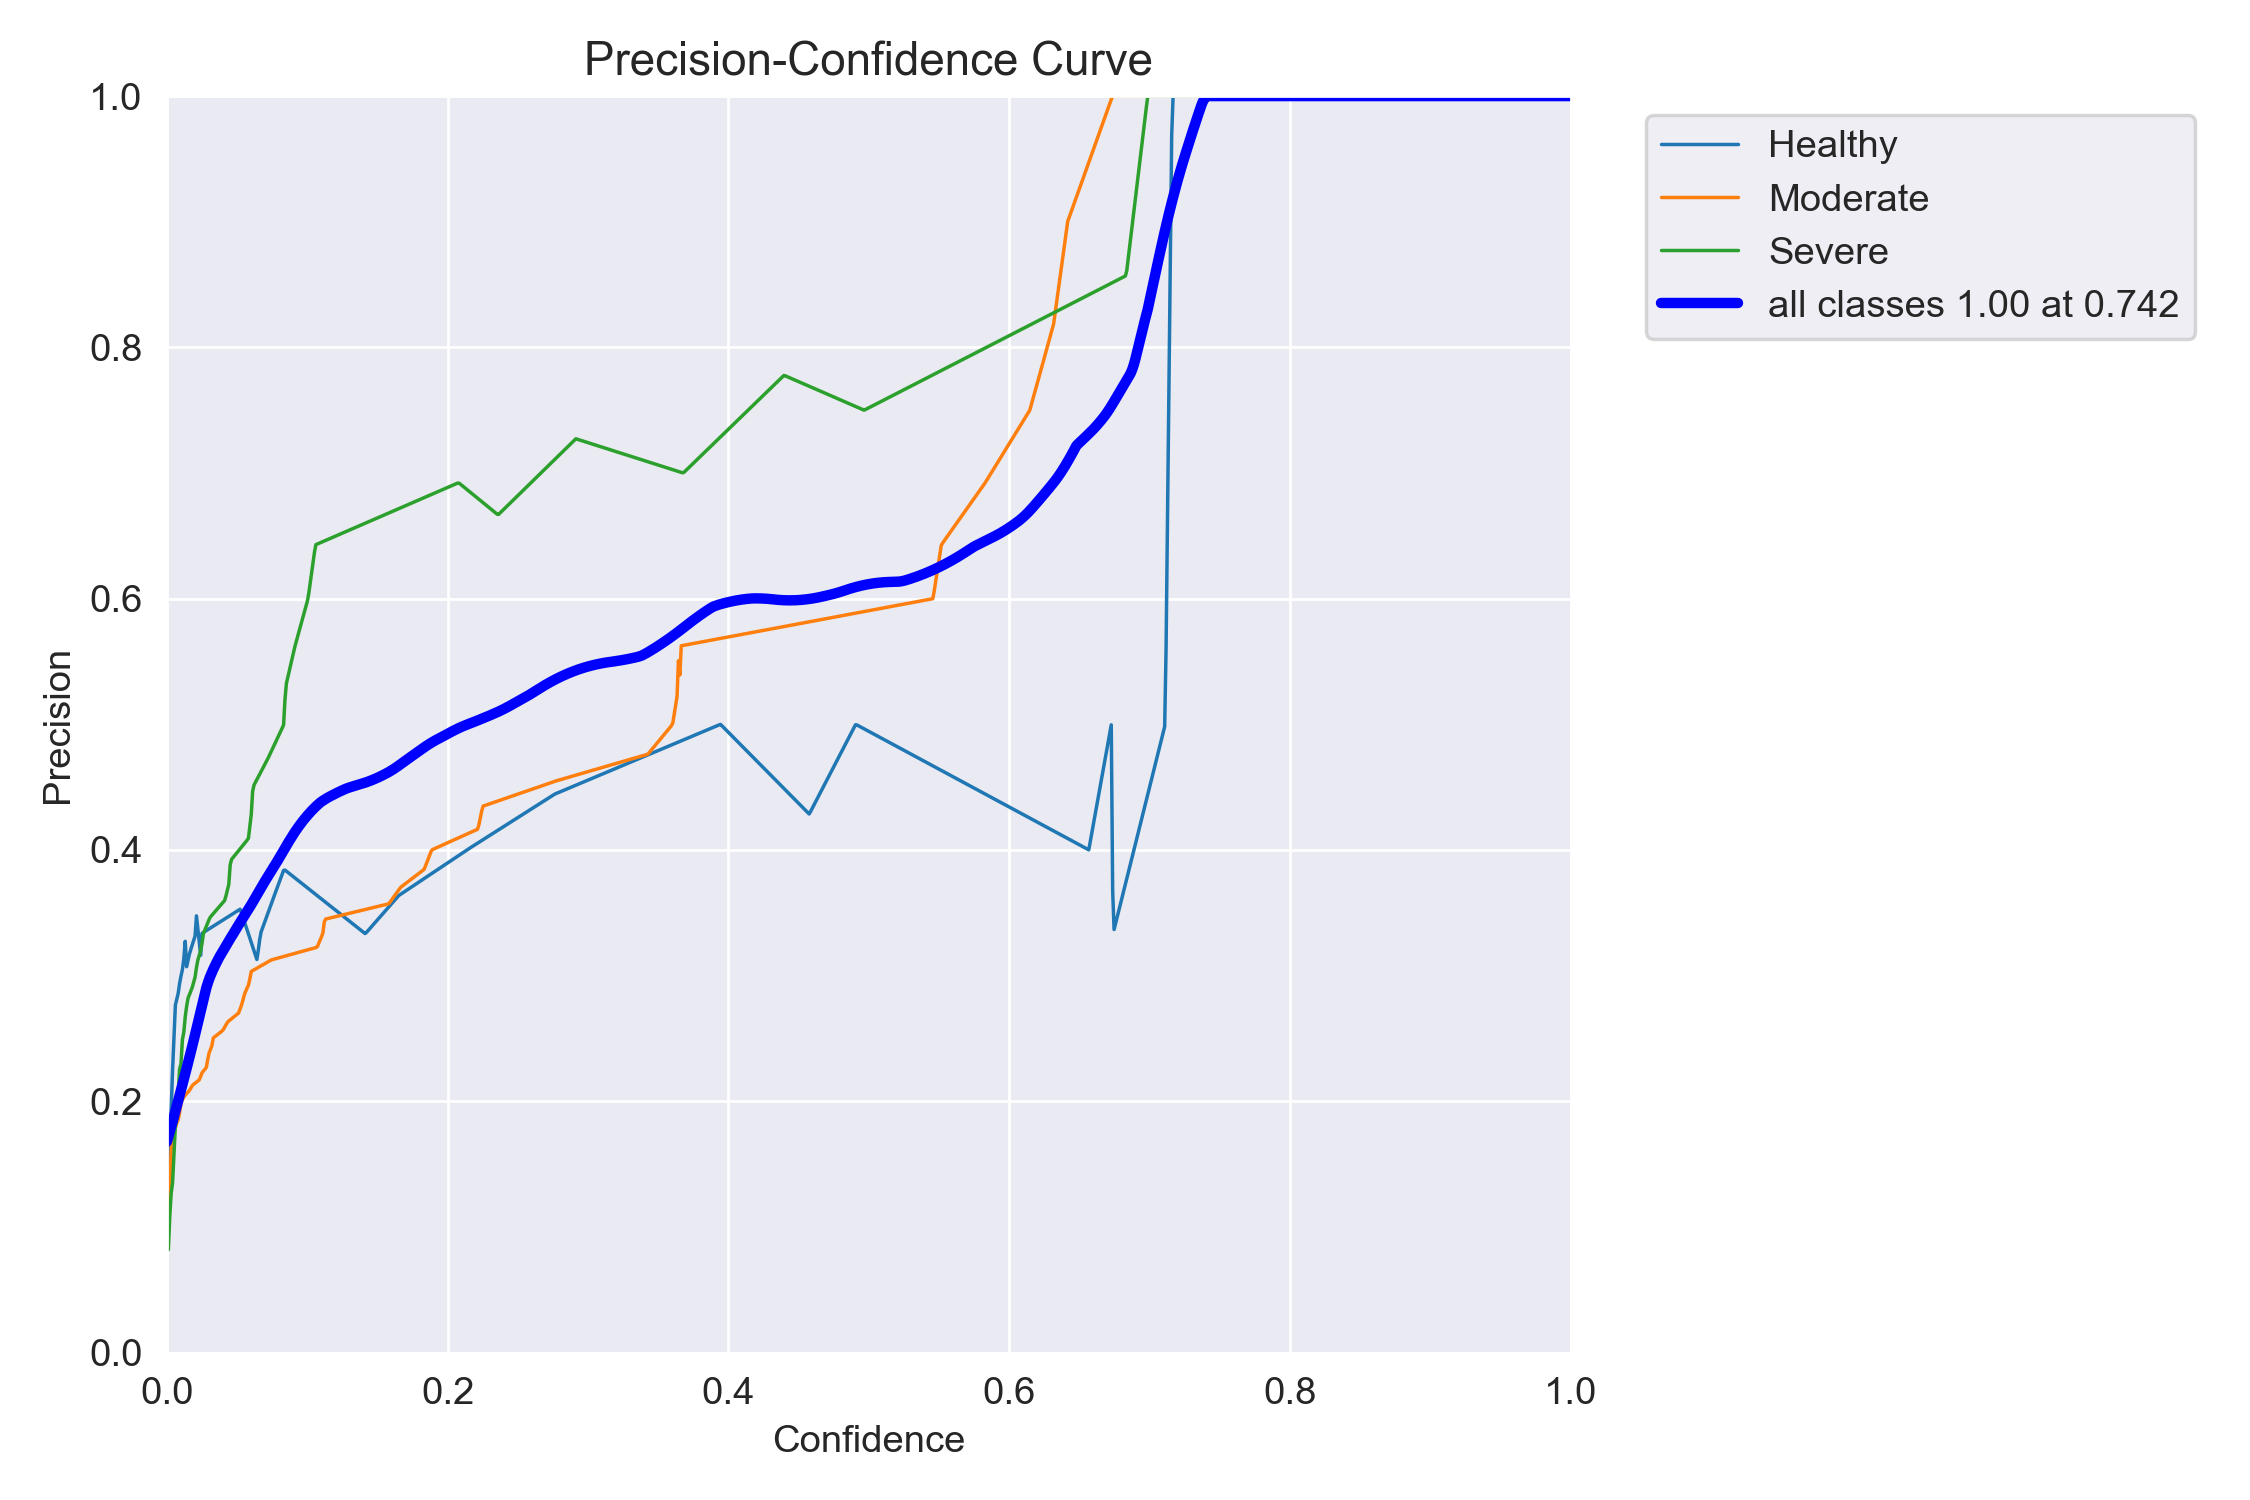 Precision-Confidence Curve
1.0
0.8
0.6
0.4
0.2
0.0
Precision
0.0 0.2 0.4 0.6 0.8 1.0
Confidence
Healthy
Moderate
Severe
all classes 1.00 at 0.742